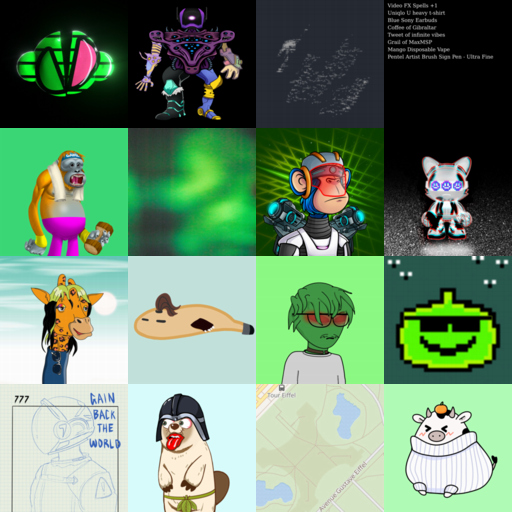 Video FX Spells +1
Uniqlo U heavy t-shirt
Blue Sony Earbuds
Coffee of Gibraltar
Tweet of infinite vibes
Grail of MaxMSP
Mango Disposable Vape
Pentel Artist Brush Sign Pen - Ultra Fine
777
GAIN
BACK
THE
WORLD
Tour Eiffel
Avenue Gustave Eiffel